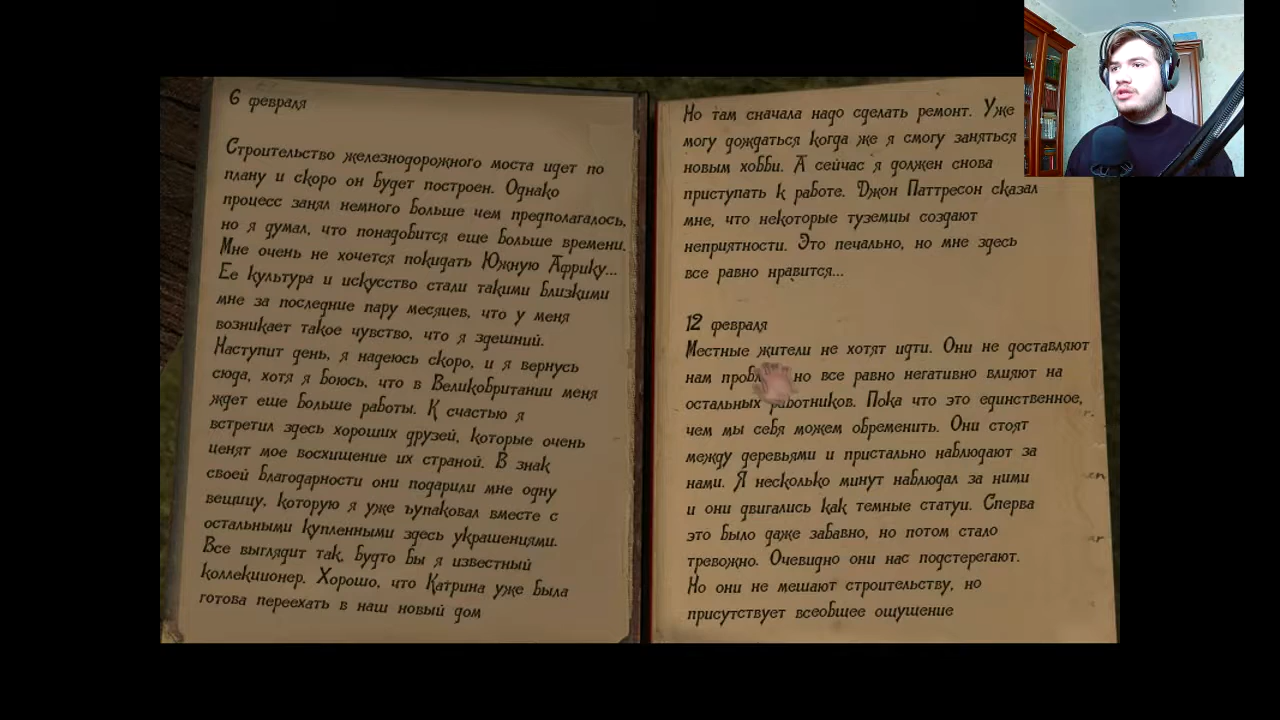 6 февраля
Строительство железнодорожного моста идет по
плану и скоро он будет построен. Однако
процесс занял немного больше чем предполагалось,
но я думал, что понадобится еще больше времени.
Мне очень не хочется покидать Южную Африку...
Ее культура и искусство стали такими близкими
мне за последние пару месяцев, что у меня
возникает такое чувство, что я здешний.
Наступит день, я надеюсь скоро, и я вернусь
сюда, хотя я боюсь, что в Великобритании меня
ждет еще больше работы. К счастью я
встретил здесь хороших друзей, которые очень
ценят мое восхищение их страной. В знак
своей благодарности они подарили мне одну
вещицу, которую я уже ъупаковал вместе с
остальными купленными здесь украшениями.
Все выглядит так, будто бы я известный
коллекционер. Хорошо, что Катрина уже была
готова переехать в наш новый дом
Но там сначала надо сделать ремонт. Уже
могу дождаться когда же я смогу заняться
новым хобби. А сейчас я должен снова
приступать к работе. Джон Паттресон сказал
мне, что некоторые туземцы создают
неприятности. Это печально, но мне здесь
все равно нравится...
12 февраля
Местные жители не хотят идти. Они не доставляют
нам но все равно негативно влияют на
остальных работников. Пока что это единственное,
чем мы себя можем обременить. Они стоят
между деревьями и пристально наблюдают за
нами. Я несколько минут наблюдал за ними
и они двигались как темные статуи. Сперва
это было даже забавно, но потом стало
тревожно. Очевидно они нас подстерегают.
Но они не мешают строительству, но
присутствует всеобщее ощущение